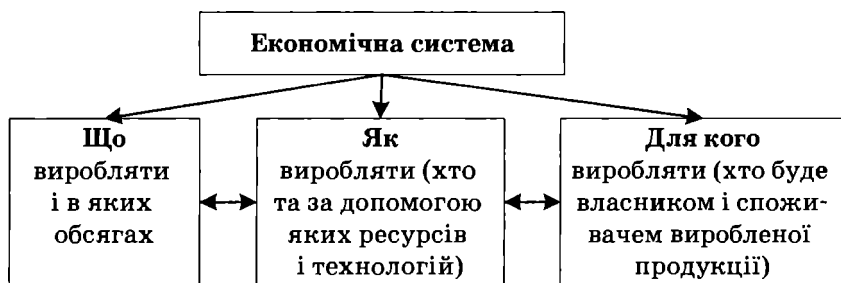 Економічна система
Що
виробляти
і в яких
обсягах
Як
виробляти (хто
та за допомогою
яких ресурсів
і технологій)
Для кого
виробляти (хто буде
власником і спожи-
вачем виробленої
продукції)